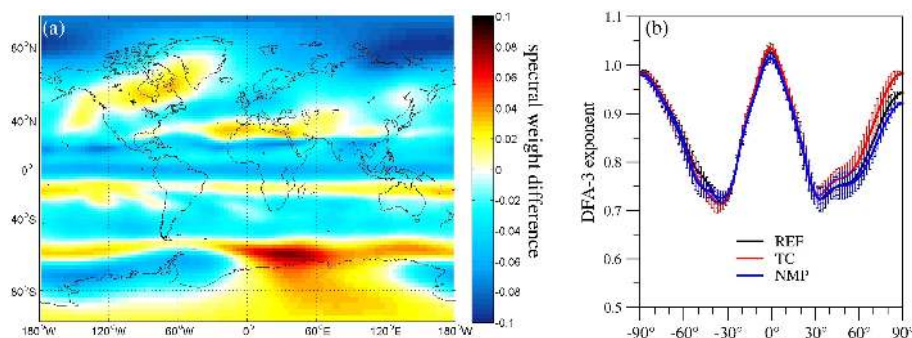 (a)
80°N
40°N
0°
40°S
80°S
180°W 120°W 60°W 0° 60°E 120°E 180°W
0.1
0.08
0.06
0.04
0.02
0
-0.02
-0.04
-0.06
-0.08
-0.1
spectral weight difference
(b)
1.1
1.0
0.9
0.8
0.7
0.6
0.5
DFA-3 exponent
REF
TC
NMP
-90° -60° -30° 0° 30° 60° 90°